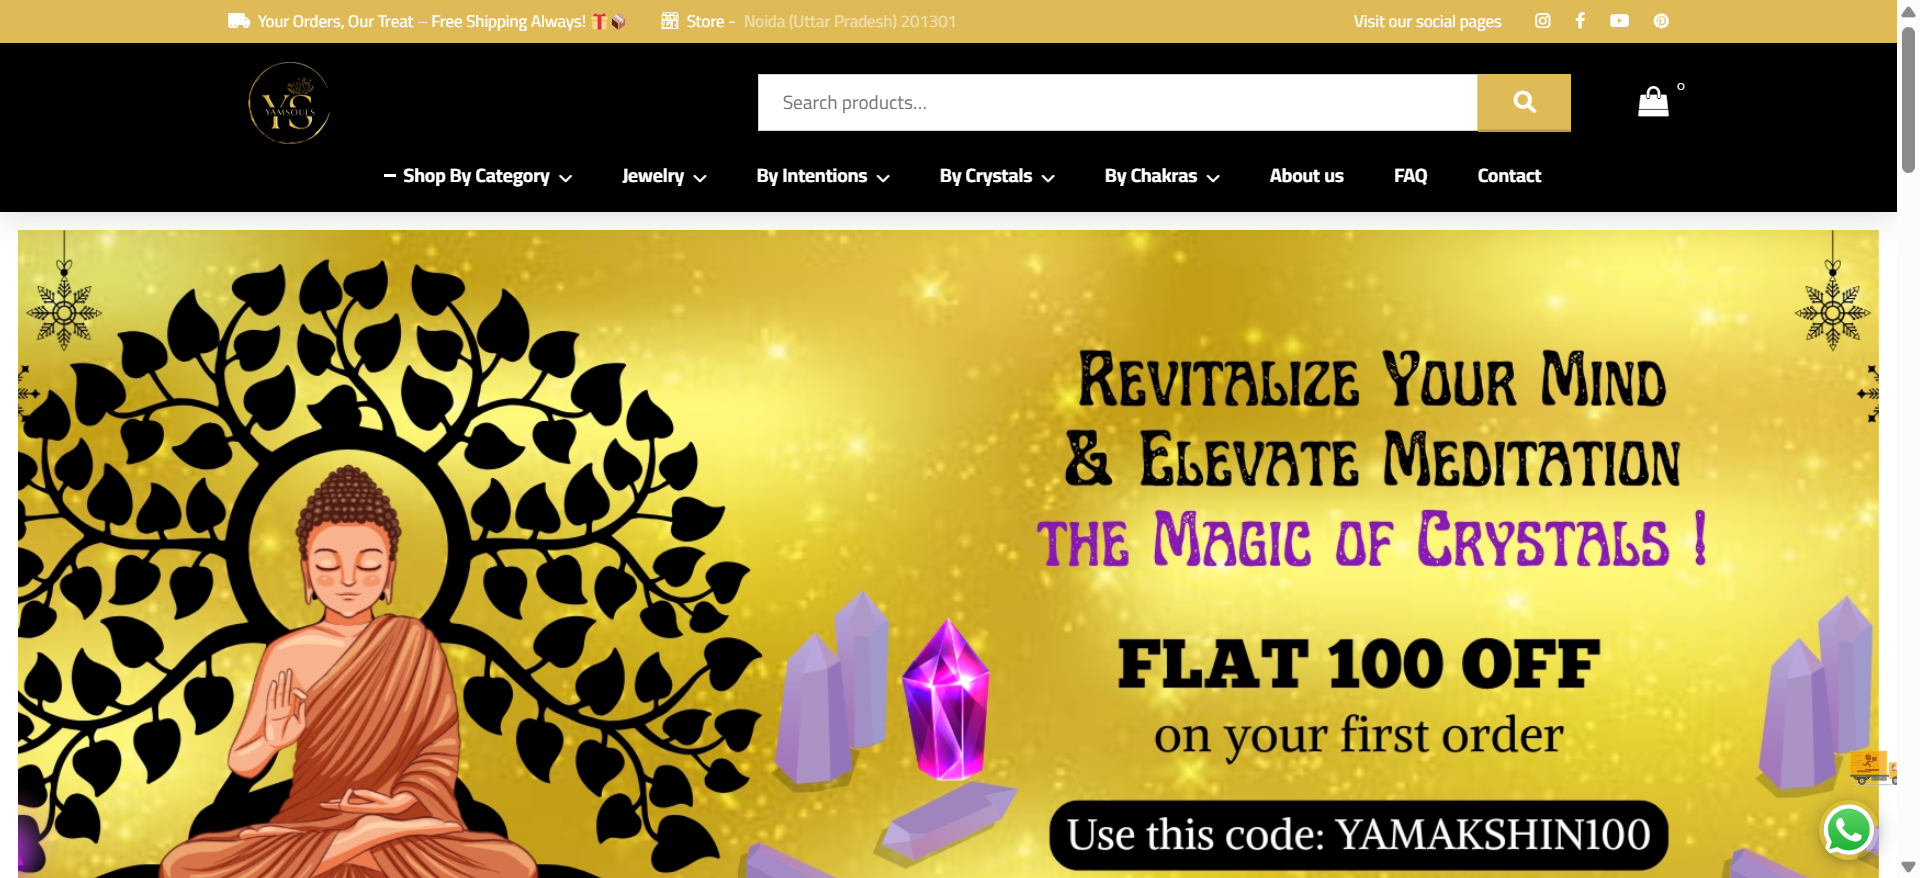 Your Orders, Our Treat – Free Shipping Always!
Store - Noida (Uttar Pradesh) 201301
Visit our social pages
YS
YAMSOULS
Search products...
0
Shop By Category
Jewelry
By Intentions
By Crystals
By Chakras
About us
FAQ
Contact
Revitalize Your Mind
& Elevate Meditation
the Magic of Crystals !
FLAT 100 OFF
on your first order
Use this code: YAMAKSHIN100